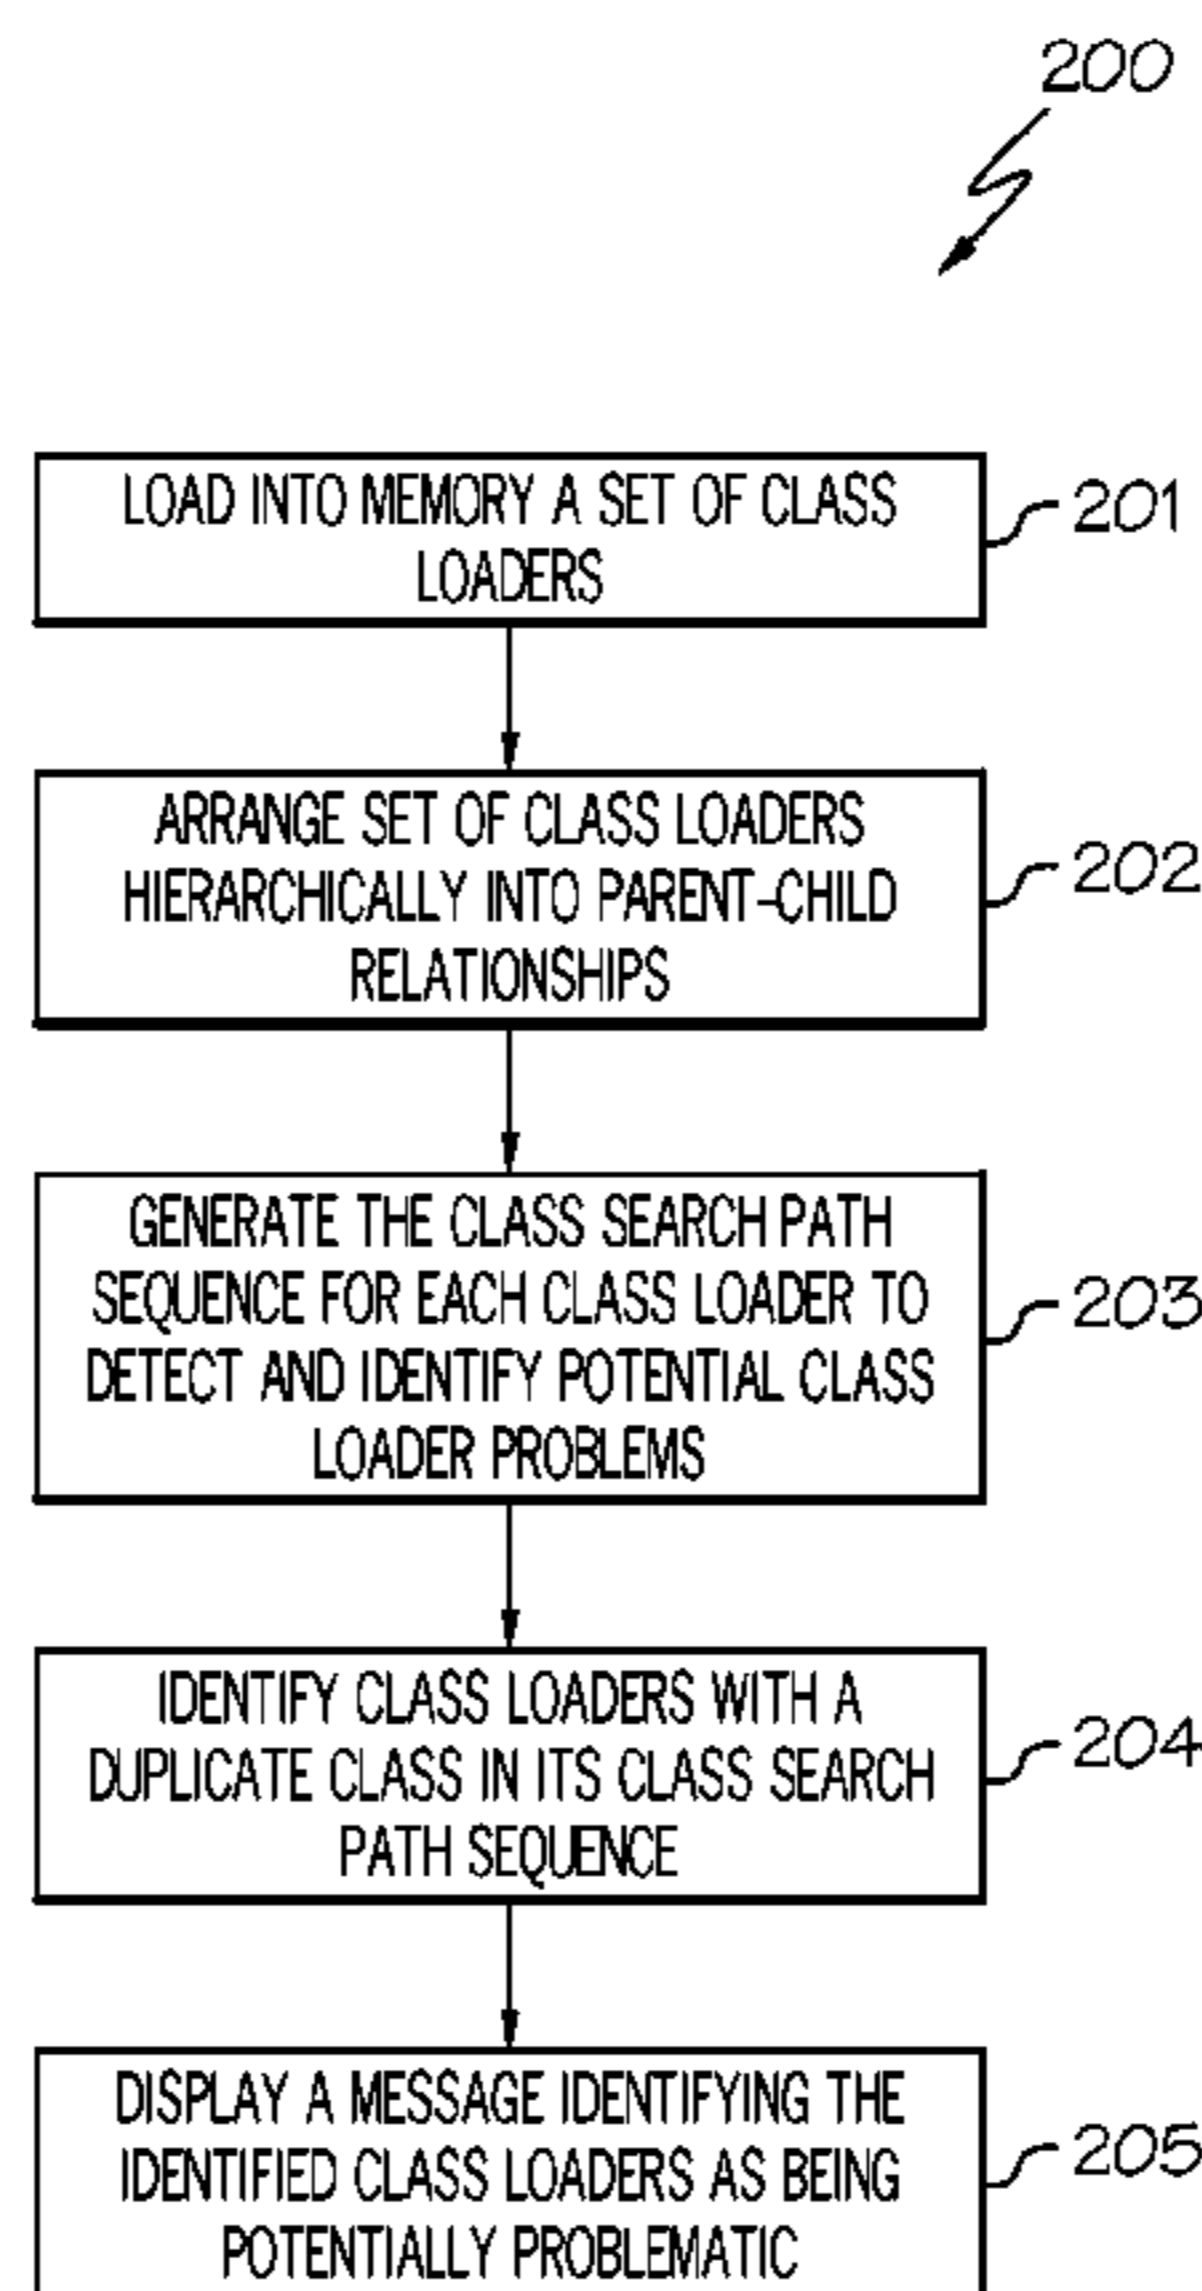 200
LOAD INTO MEMORY A SET OF CLASS
LOADERS
201
ARRANGE SET OF CLASS LOADERS
HIERARCHICALLY INTO PARENT-CHILD
RELATIONSHIPS
202
GENERATE THE CLASS SEARCH PATH
SEQUENCE FOR EACH CLASS LOADER TO
DETECT AND IDENTIFY POTENTIAL CLASS
LOADER PROBLEMS
203
IDENTIFY CLASS LOADERS WITH A
DUPLICATE CLASS IN ITS CLASS SEARCH
PATH SEQUENCE
204
DISPLAY A MESSAGE IDENTIFYING THE
IDENTIFIED CLASS LOADERS AS BEING
POTENTIALLY PROBLEMATIC
205